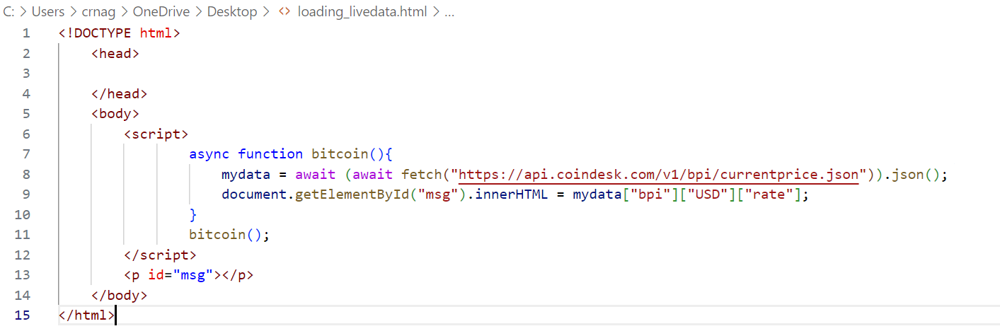 C: > Users > crnag > OneDrive > Desktop > <> loading_livedata.html > ...
1 <!DOCTYPE html>
2     <head>
3
4     </head>
5     <body>
6         <script>
7                 async function bitcoin(){
8                     mydata = await (await fetch("https://api.coindesk.com/v1/bpi/currentprice.json")).json();
9                     document.getElementById("msg").innerHTML = mydata["bpi"]["USD"]["rate"];
10                 }
11                 bitcoin();
12         </script>
13         <p id="msg"></p>
14     </body>
15 </html>